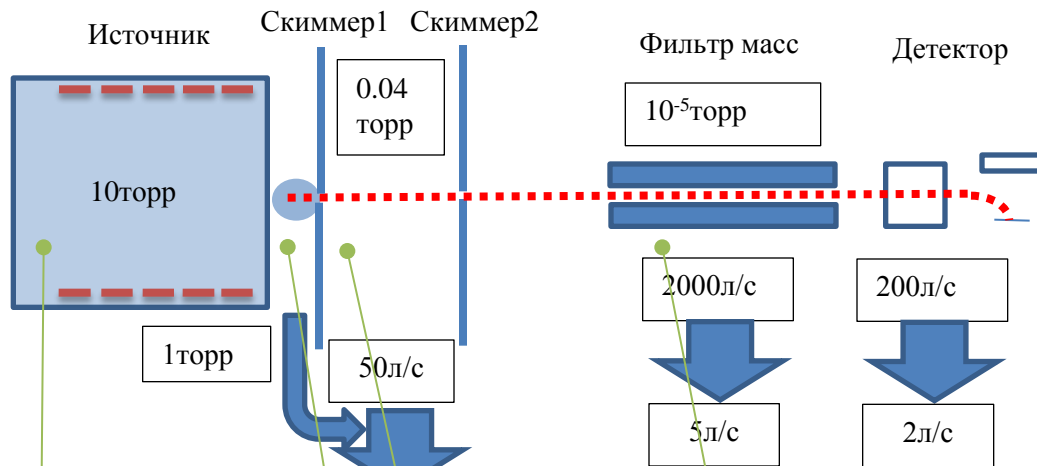 Источник
Скиммер1
Скиммер2
Фильтр масс
Детектор
0.04
торр
10⁻⁵торр
10торр
1торр
50л/с
2000л/с
200л/с
5л/с
2л/с